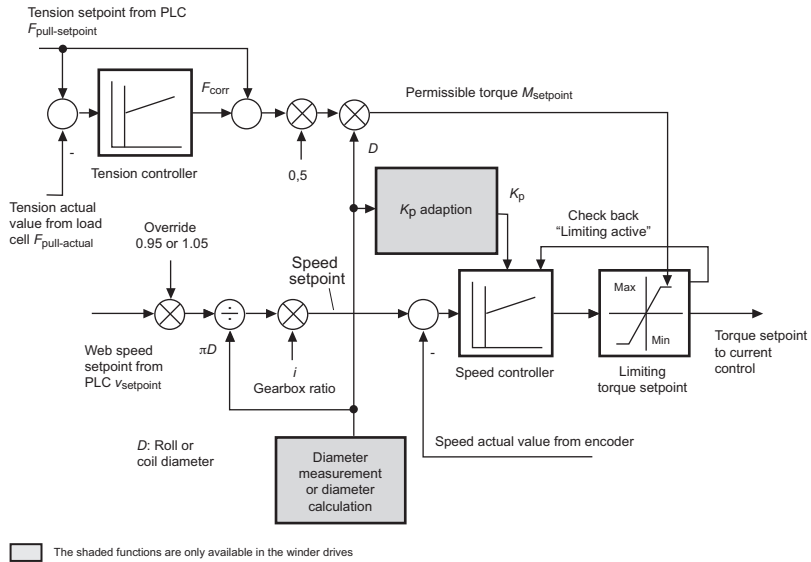 Tension setpoint from PLC
Fpull-setpoint
Fcorr
Permissible torque Msetpoint
-
D
Tension controller
0,5
Kp adaption
Kp
Tension actual
value from load
cell Fpull-actual
Override
0.95 or 1.05
Check back
"Limiting active"
Speed
setpoint
Max
Min
πD
-
Web speed
setpoint from
PLC vsetpoint
i
Gearbox ratio
Speed controller
Limiting
torque setpoint
Torque setpoint
to current
control
D: Roll or
coil diameter
Diameter
measurement
or diameter
calculation
Speed actual value from encoder
The shaded functions are only available in the winder drives